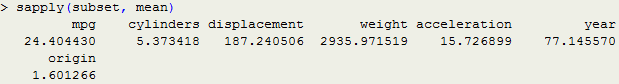 > sapply(subset, mean)
mpg cylinders displacement weight acceleration year
24.404430 5.373418 187.240506 2935.971519 15.726899 77.145570
origin
1.601266